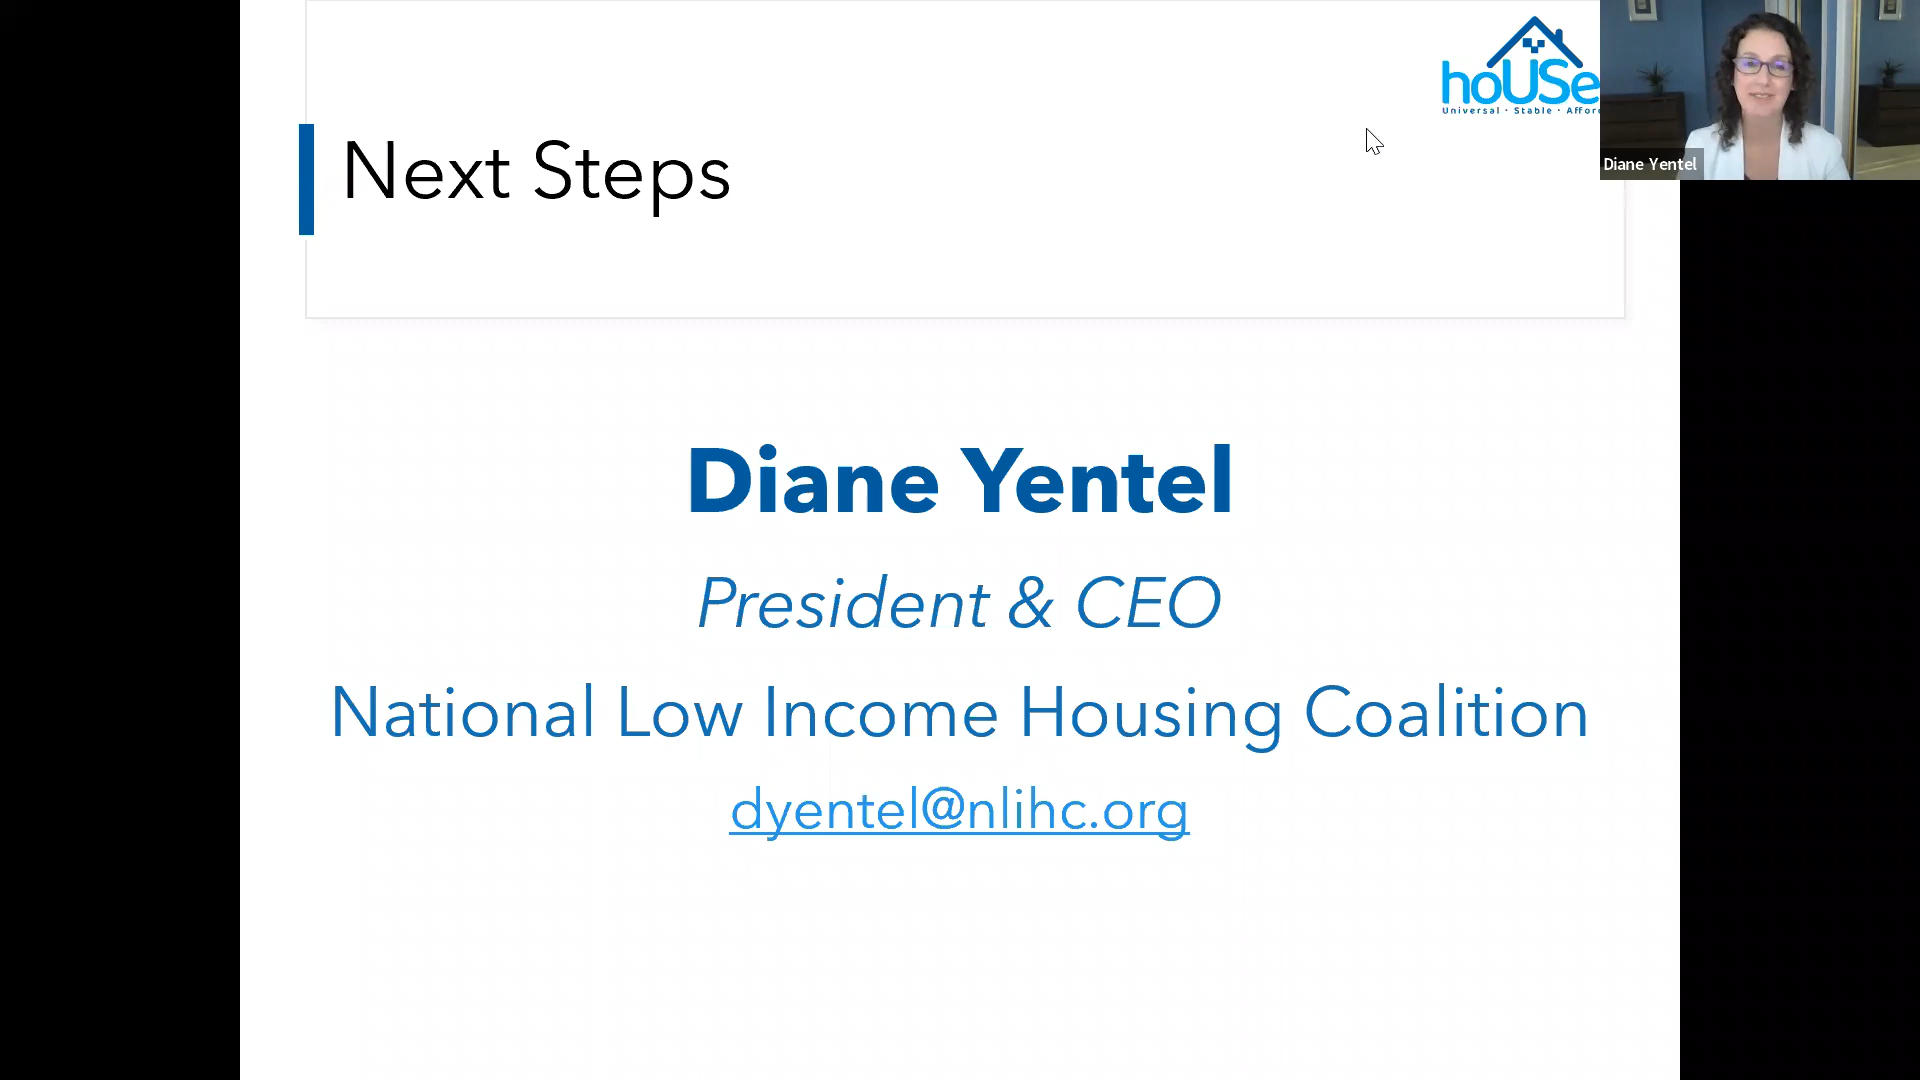 hoUSe
Universal · Stable ·
Diane Yentel
Next Steps
Diane Yentel
President & CEO
National Low Income Housing Coalition
dyentel@nlihc.org